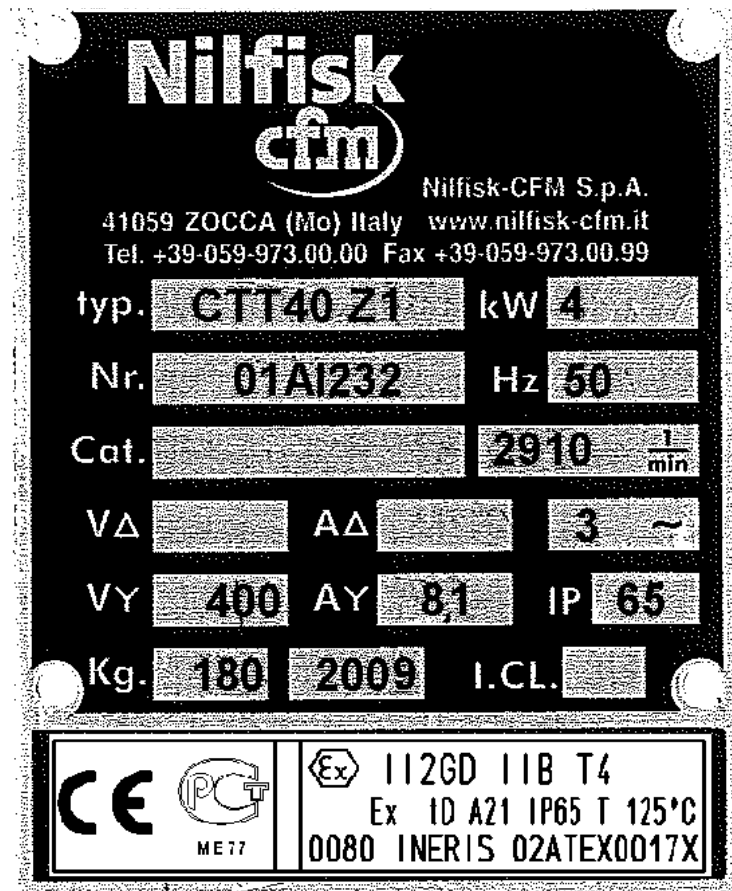 Nilfisk
cfm
Nilfisk-CFM S.p.A.
41059 ZOCCA (Mo) Italy www.nilfisk-cfm.it
Tel. +39-059-973.00.00 Fax +39-059-973.00.99
typ. CTT40 Z1 kW 4
Nr. 01AI232 Hz 50
Cat. 2910 1/min
VΔ AΔ 3 ~
VY 400 AY 8,1 IP 65
Kg. 180 2009 I.CL.
CE PCT ME77
Ex II2GD IIB T4
Ex tD A21 IP65 T 125°C
0080 INERIS 02ATEX0017X